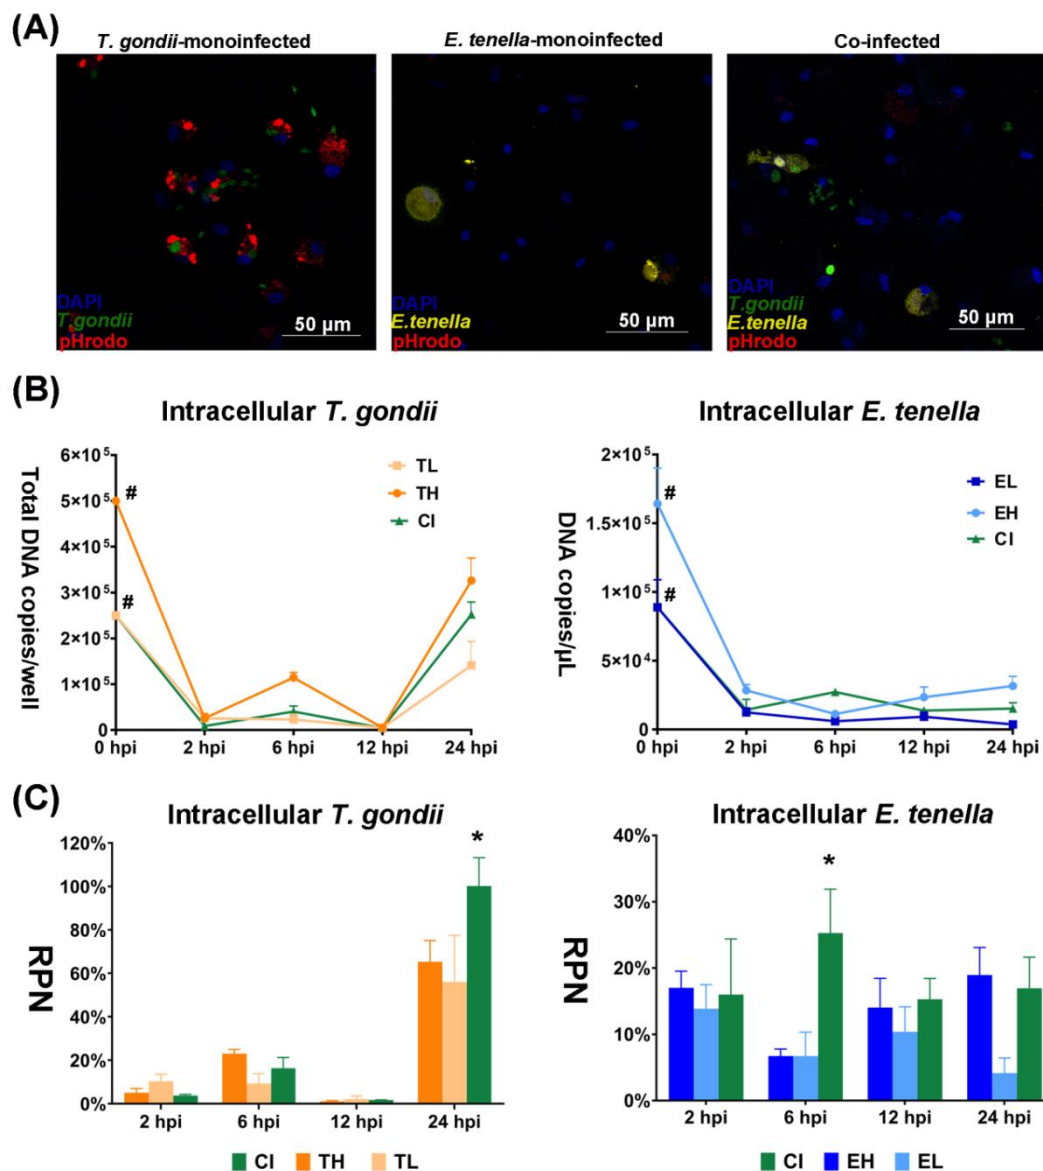 (A)
T. gondii-monoinfected
E. tenella-monoinfected
Co-infected
DAPI
T.gondii
pHrodo
50 µm
DAPI
E.tenella
pHrodo
50 µm
DAPI
T.gondii
E.tenella
pHrodo
50 µm
(B)
Intracellular T. gondii
Total DNA copies/well
6×10⁵
5×10⁵
4×10⁵
3×10⁵
2×10⁵
1×10⁵
0
#
#
TL
TH
CI
0 hpi 2 hpi 6 hpi 12 hpi 24 hpi
Intracellular E. tenella
DNA copies/µL
2×10⁵
1.5×10⁵
1×10⁵
5×10⁴
0
#
#
EL
EH
CI
0 hpi 2 hpi 6 hpi 12 hpi 24 hpi
(C)
Intracellular T. gondii
RPN
120%
100%
80%
60%
40%
20%
0%
*
2 hpi 6 hpi 12 hpi 24 hpi
CI TH TL
Intracellular E. tenella
RPN
40%
30%
20%
10%
0%
*
2 hpi 6 hpi 12 hpi 24 hpi
CI EH EL